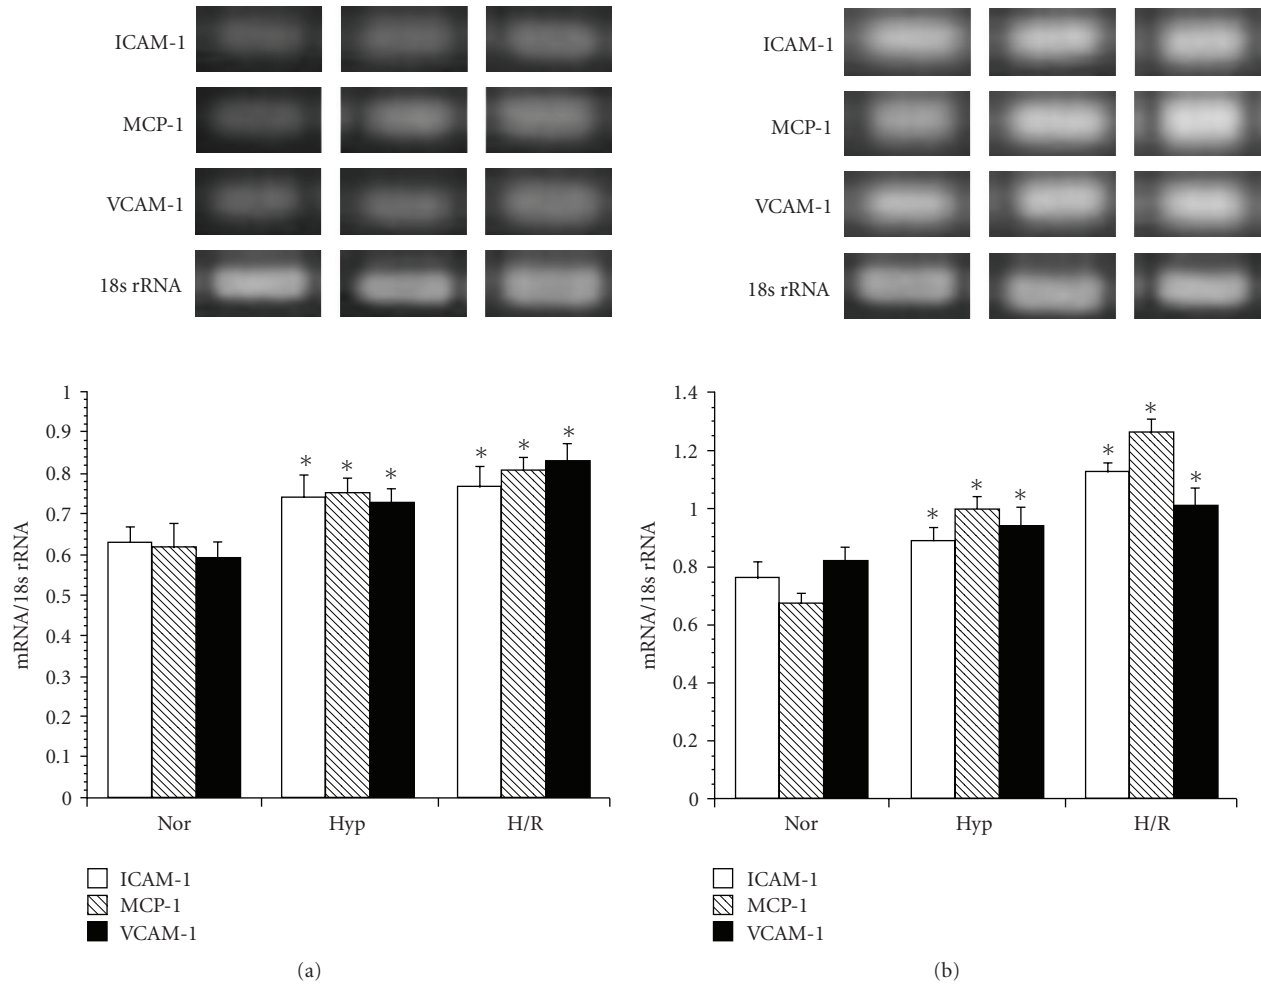 ICAM-1
MCP-1
VCAM-1
18s rRNA
mRNA/18s rRNA
1
0.9
0.8
0.7
0.6
0.5
0.4
0.3
0.2
0.1
0
* * *
* * *
Nor Hyp H/R
ICAM-1
MCP-1
VCAM-1
(a)
ICAM-1
MCP-1
VCAM-1
18s rRNA
mRNA/18s rRNA
1.4
1.2
1
0.8
0.6
0.4
0.2
0
* * *
* * *
Nor Hyp H/R
ICAM-1
MCP-1
VCAM-1
(b)